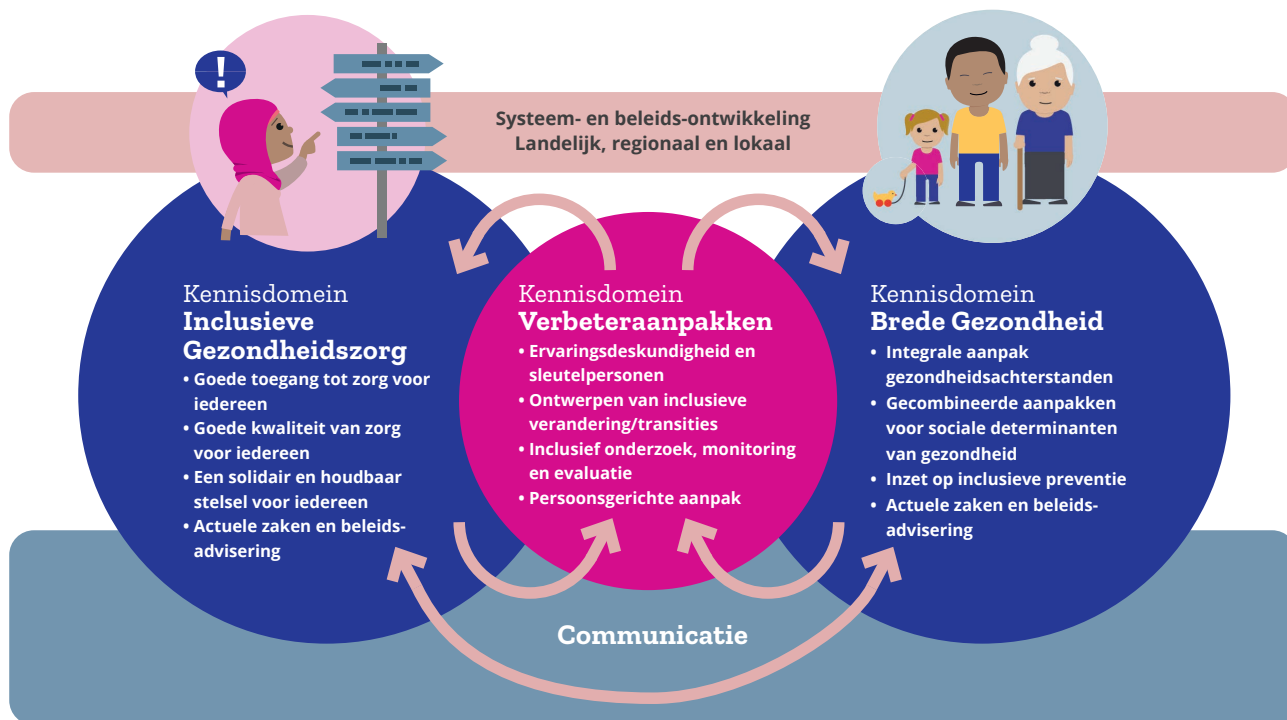 !
Systeem- en beleids-ontwikkeling
Landelijk, regionaal en lokaal
Kennisdomein
Inclusieve
Gezondheidszorg
• Goede toegang tot zorg voor
iedereen
• Goede kwaliteit van zorg
voor iedereen
• Een solidair en houdbaar
stelsel voor iedereen
• Actuele zaken en beleids-
advisering
Kennisdomein
Verbeteraanpakken
• Ervaringsdeskundigheid en
sleutelpersonen
• Ontwerpen van inclusieve
verandering/transities
• Inclusief onderzoek, monitoring
en evaluatie
• Persoonsgerichte aanpak
Kennisdomein
Brede Gezondheid
• Integrale aanpak
gezondheidsachterstanden
• Gecombineerde aanpakken
voor sociale determinanten
van gezondheid
• Inzet op inclusieve preventie
• Actuele zaken en beleids-
advisering
Communicatie